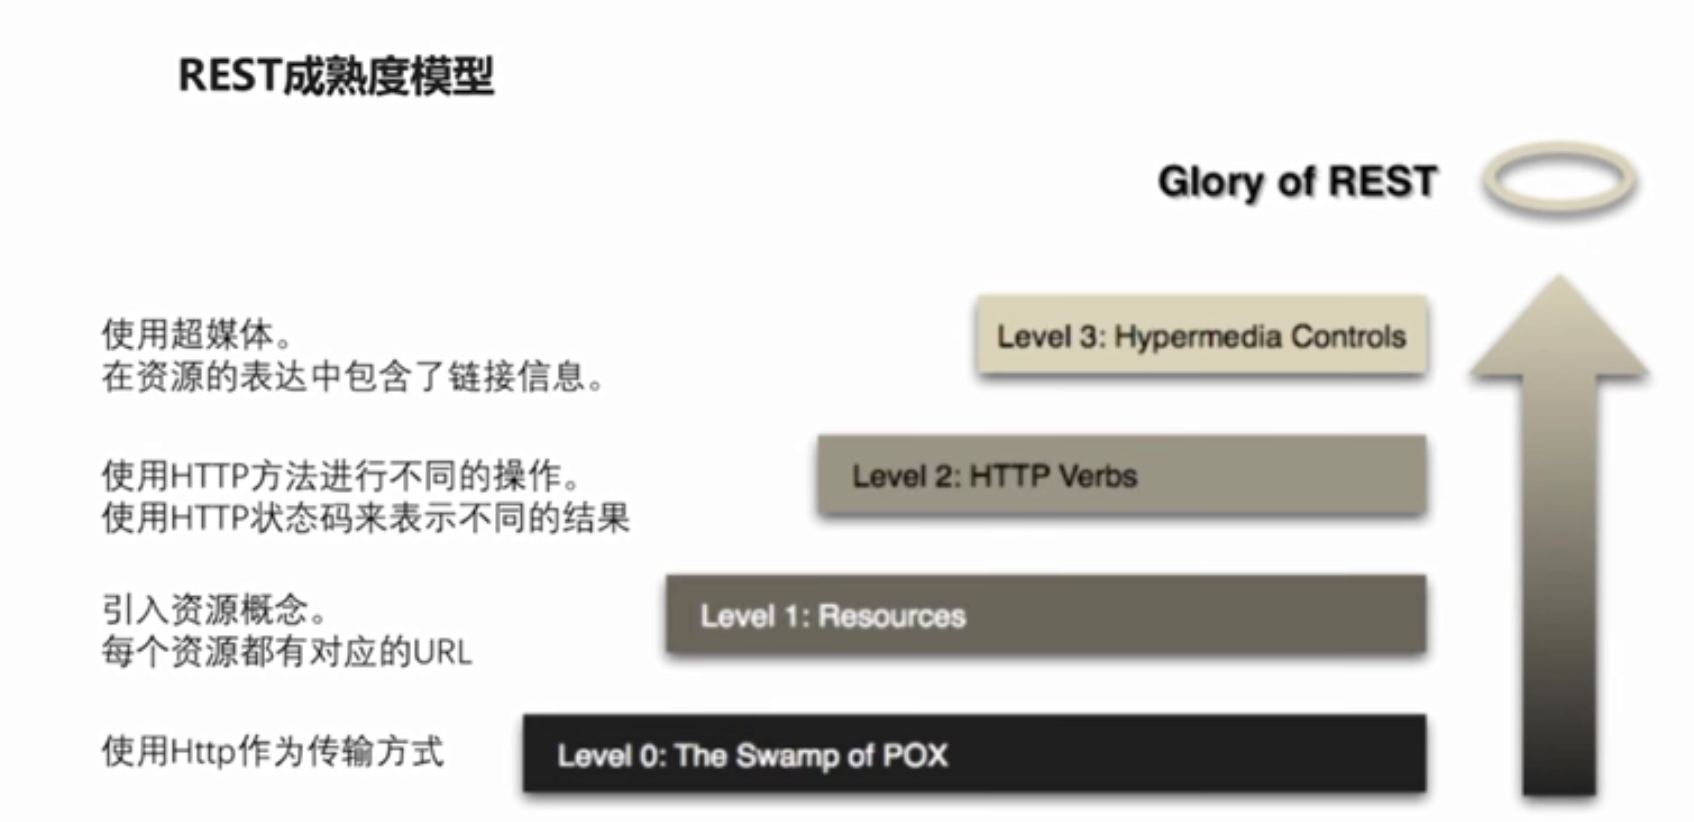 REST成熟度模型
Glory of REST
使用超媒体。
在资源的表达中包含了链接信息。
Level 3: Hypermedia Controls
使用HTTP方法进行不同的操作。
使用HTTP状态码来表示不同的结果
Level 2: HTTP Verbs
引入资源概念。
每个资源都有对应的URL
Level 1: Resources
使用Http作为传输方式
Level 0: The Swamp of POX